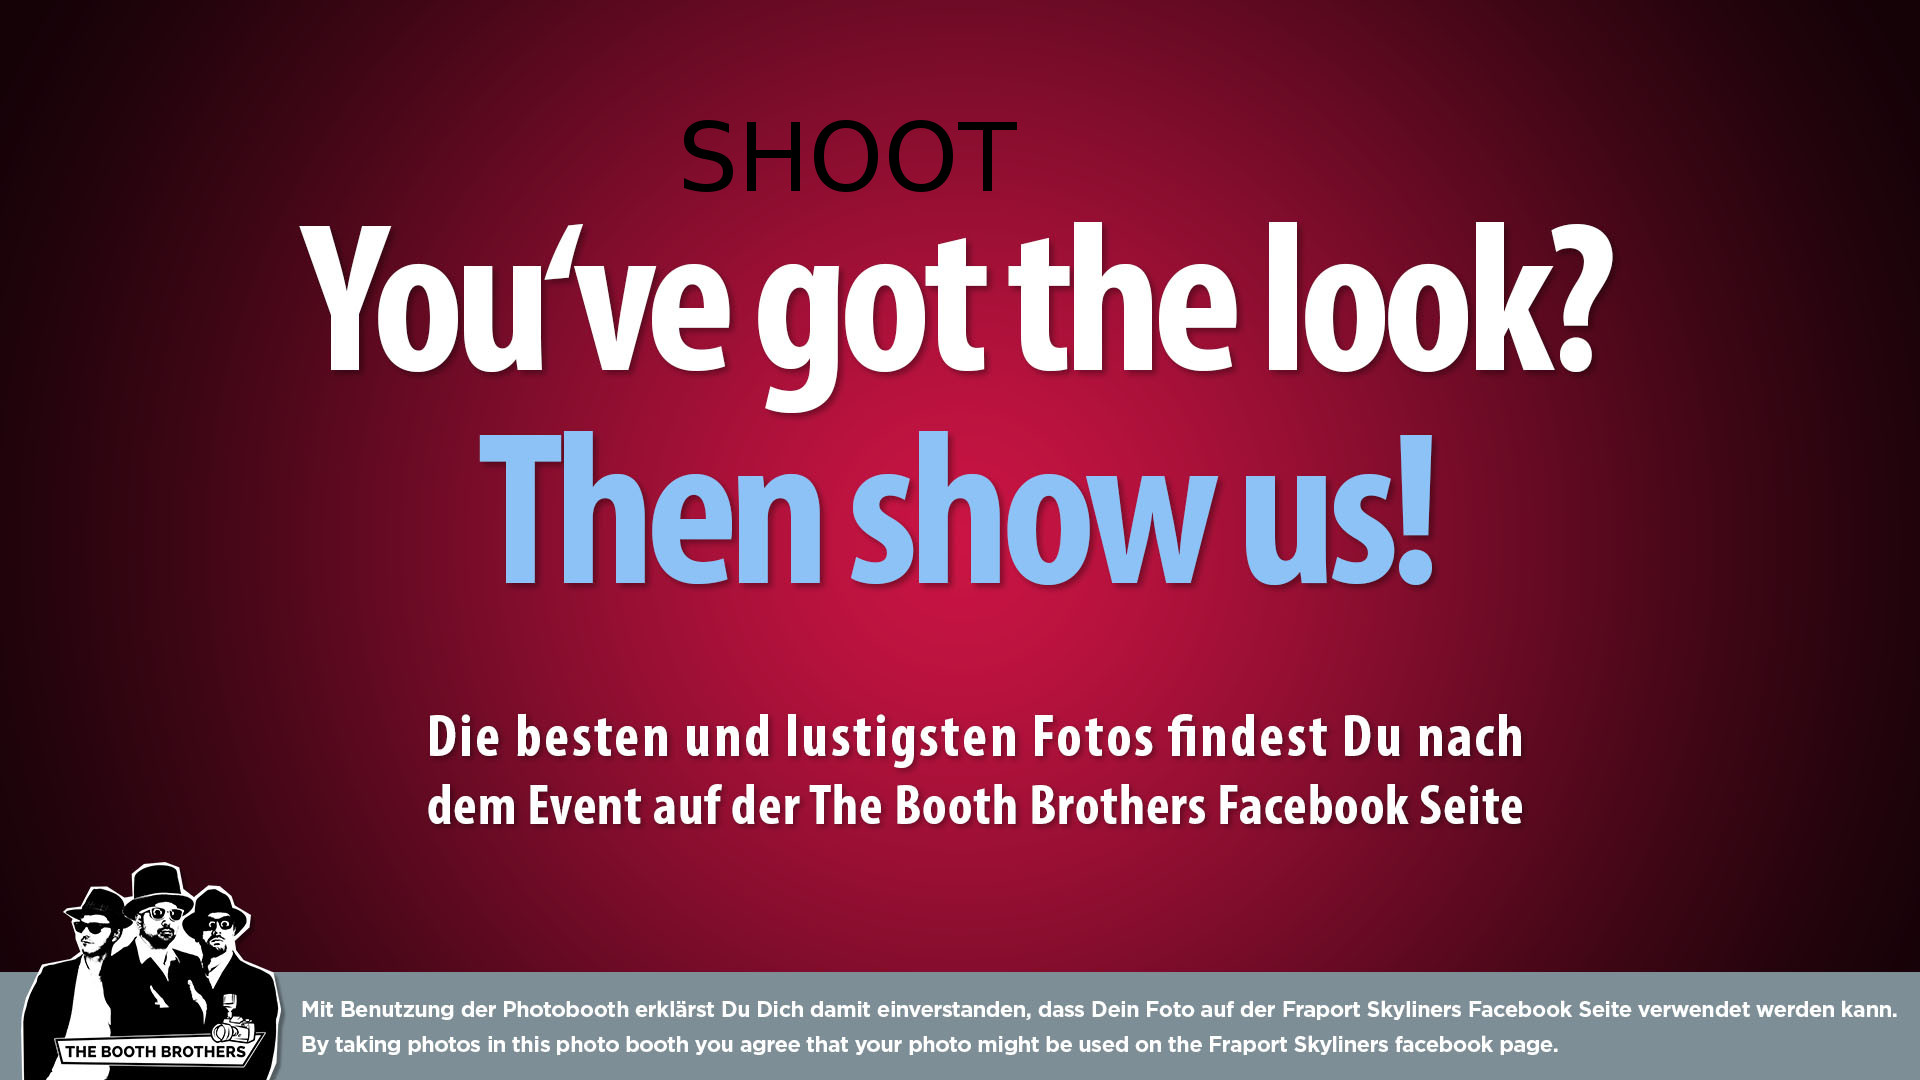 SHOOT
You‘ve got the look?
Then show us!
Die besten und lustigsten Fotos findest Du nach
dem Event auf der The Booth Brothers Facebook Seite
THE BOOTH BROTHERS
Mit Benutzung der Photobooth erklärst Du Dich damit einverstanden, dass Dein Foto auf der Fraport Skyliners Facebook Seite verwendet werden kann.
By taking photos in this photo booth you agree that your photo might be used on the Fraport Skyliners facebook page.